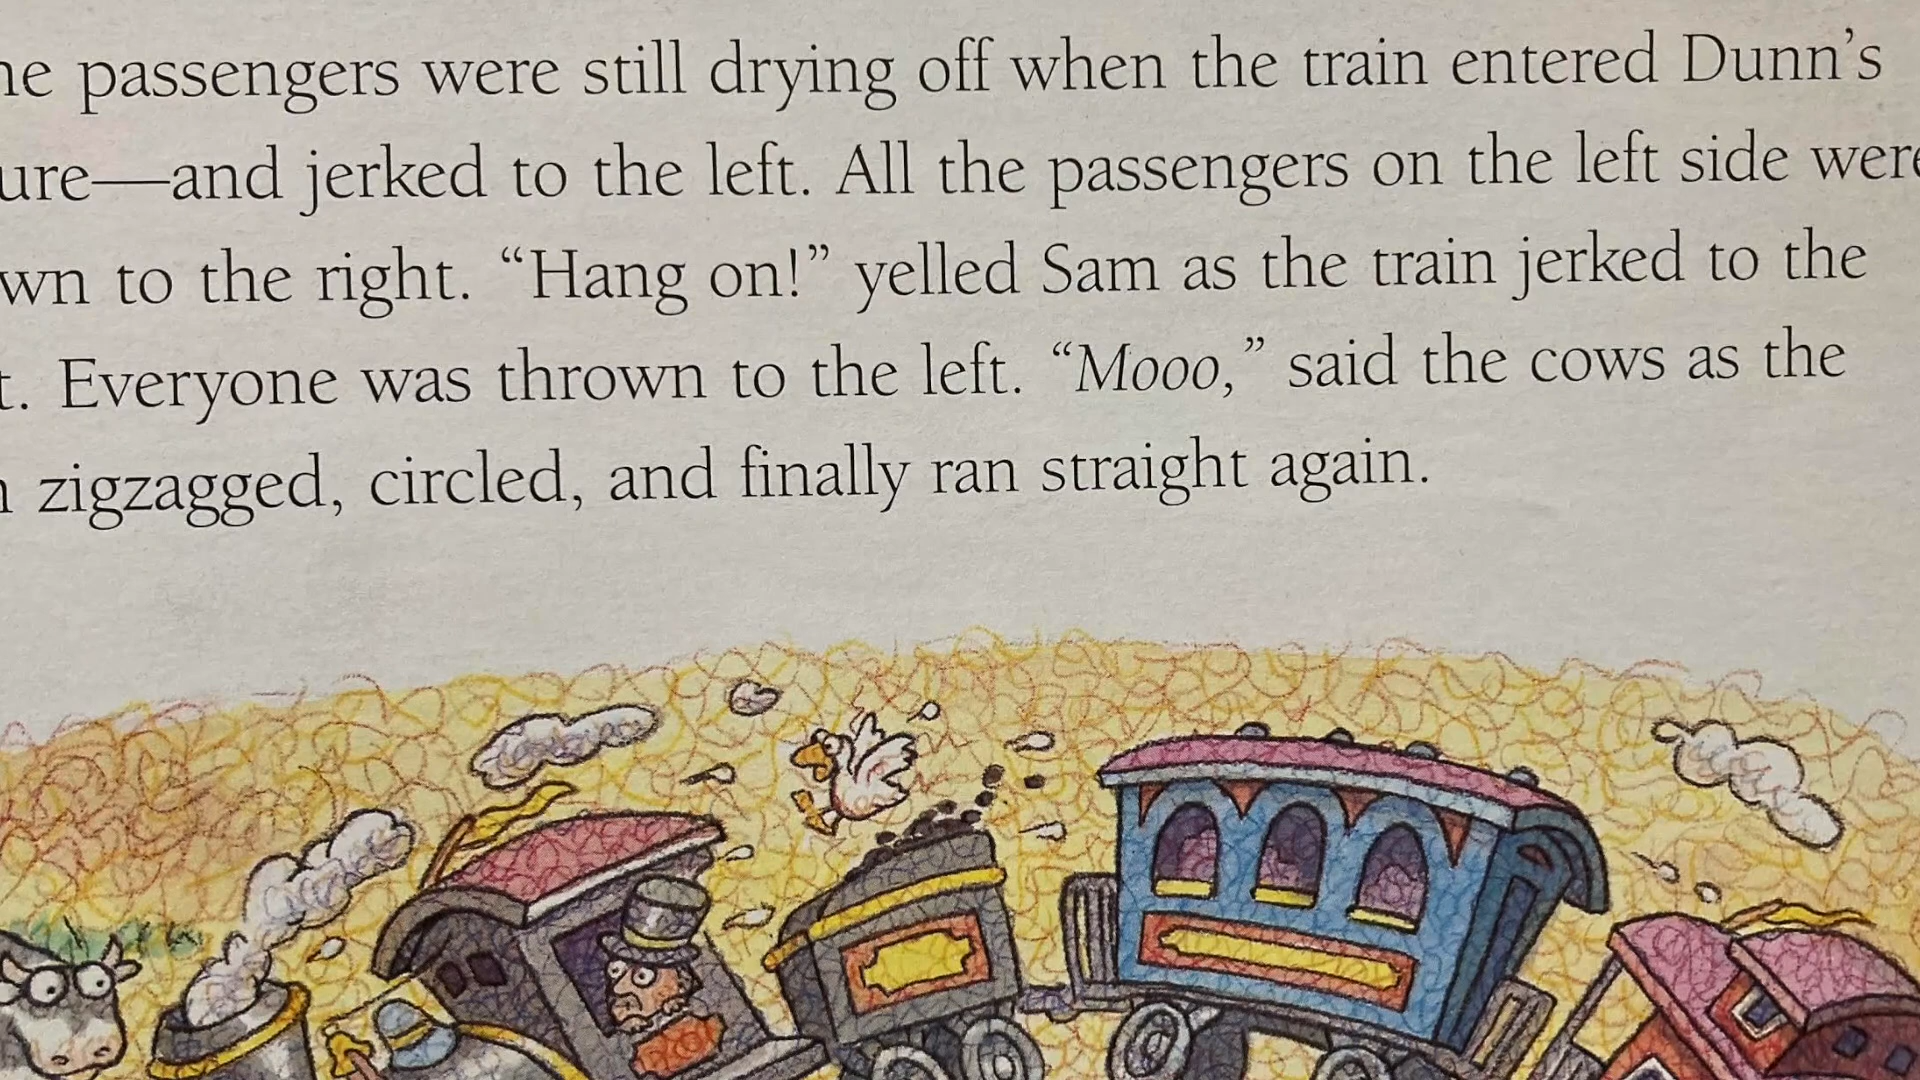 he passengers were still drying off when the train entered Dunn's
ure—and jerked to the left. All the passengers on the left side were
wn to the right. “Hang on!” yelled Sam as the train jerked to the
t. Everyone was thrown to the left. “Mooo,” said the cows as the
n zigzagged, circled, and finally ran straight again.